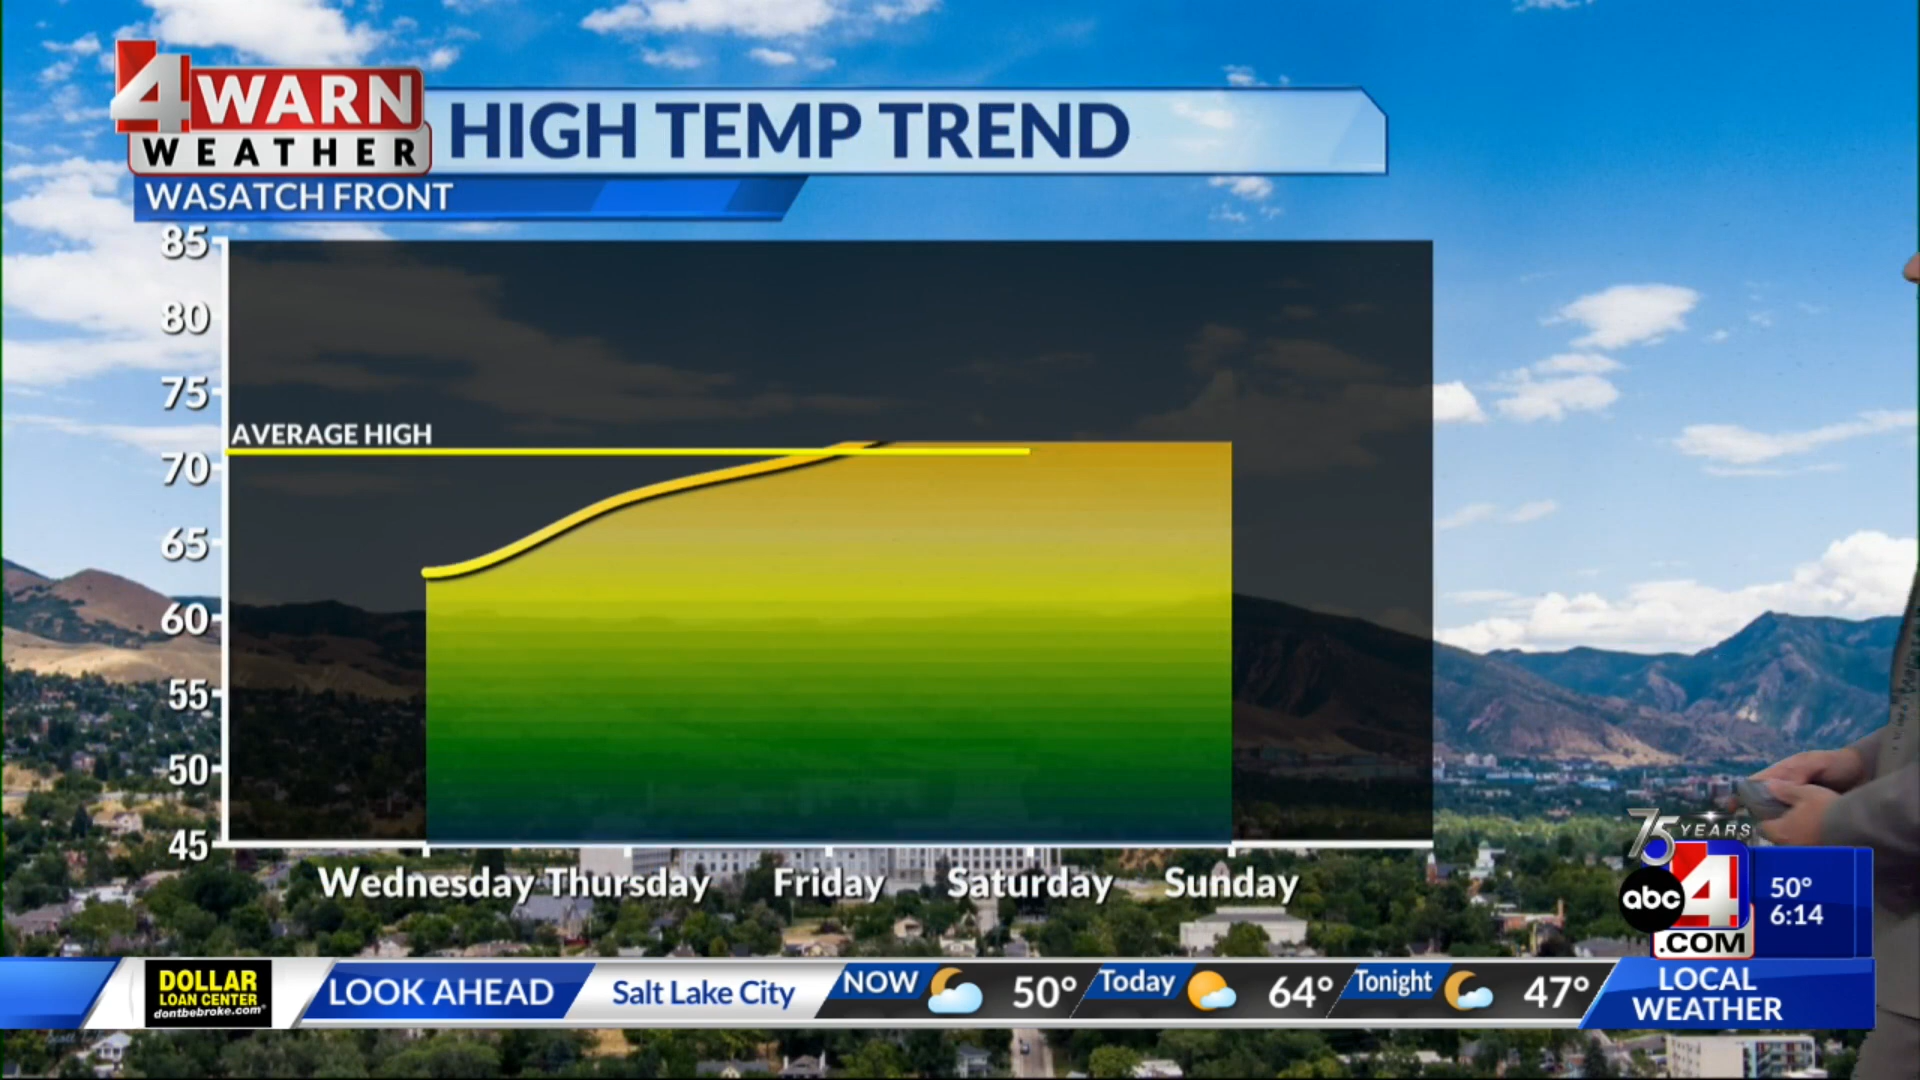 4 WARN
WEATHER
HIGH TEMP TREND
WASATCH FRONT
85
80
75
AVERAGE HIGH
70
65
60
55
50
45
Wednesday Thursday Friday Saturday Sunday
75 YEARS
abc 4
.COM
50°
6:14
DOLLAR
LOAN CENTER
dontbebroke.com
LOOK AHEAD
Salt Lake City
NOW 50°
Today 64°
Tonight 47°
LOCAL
WEATHER